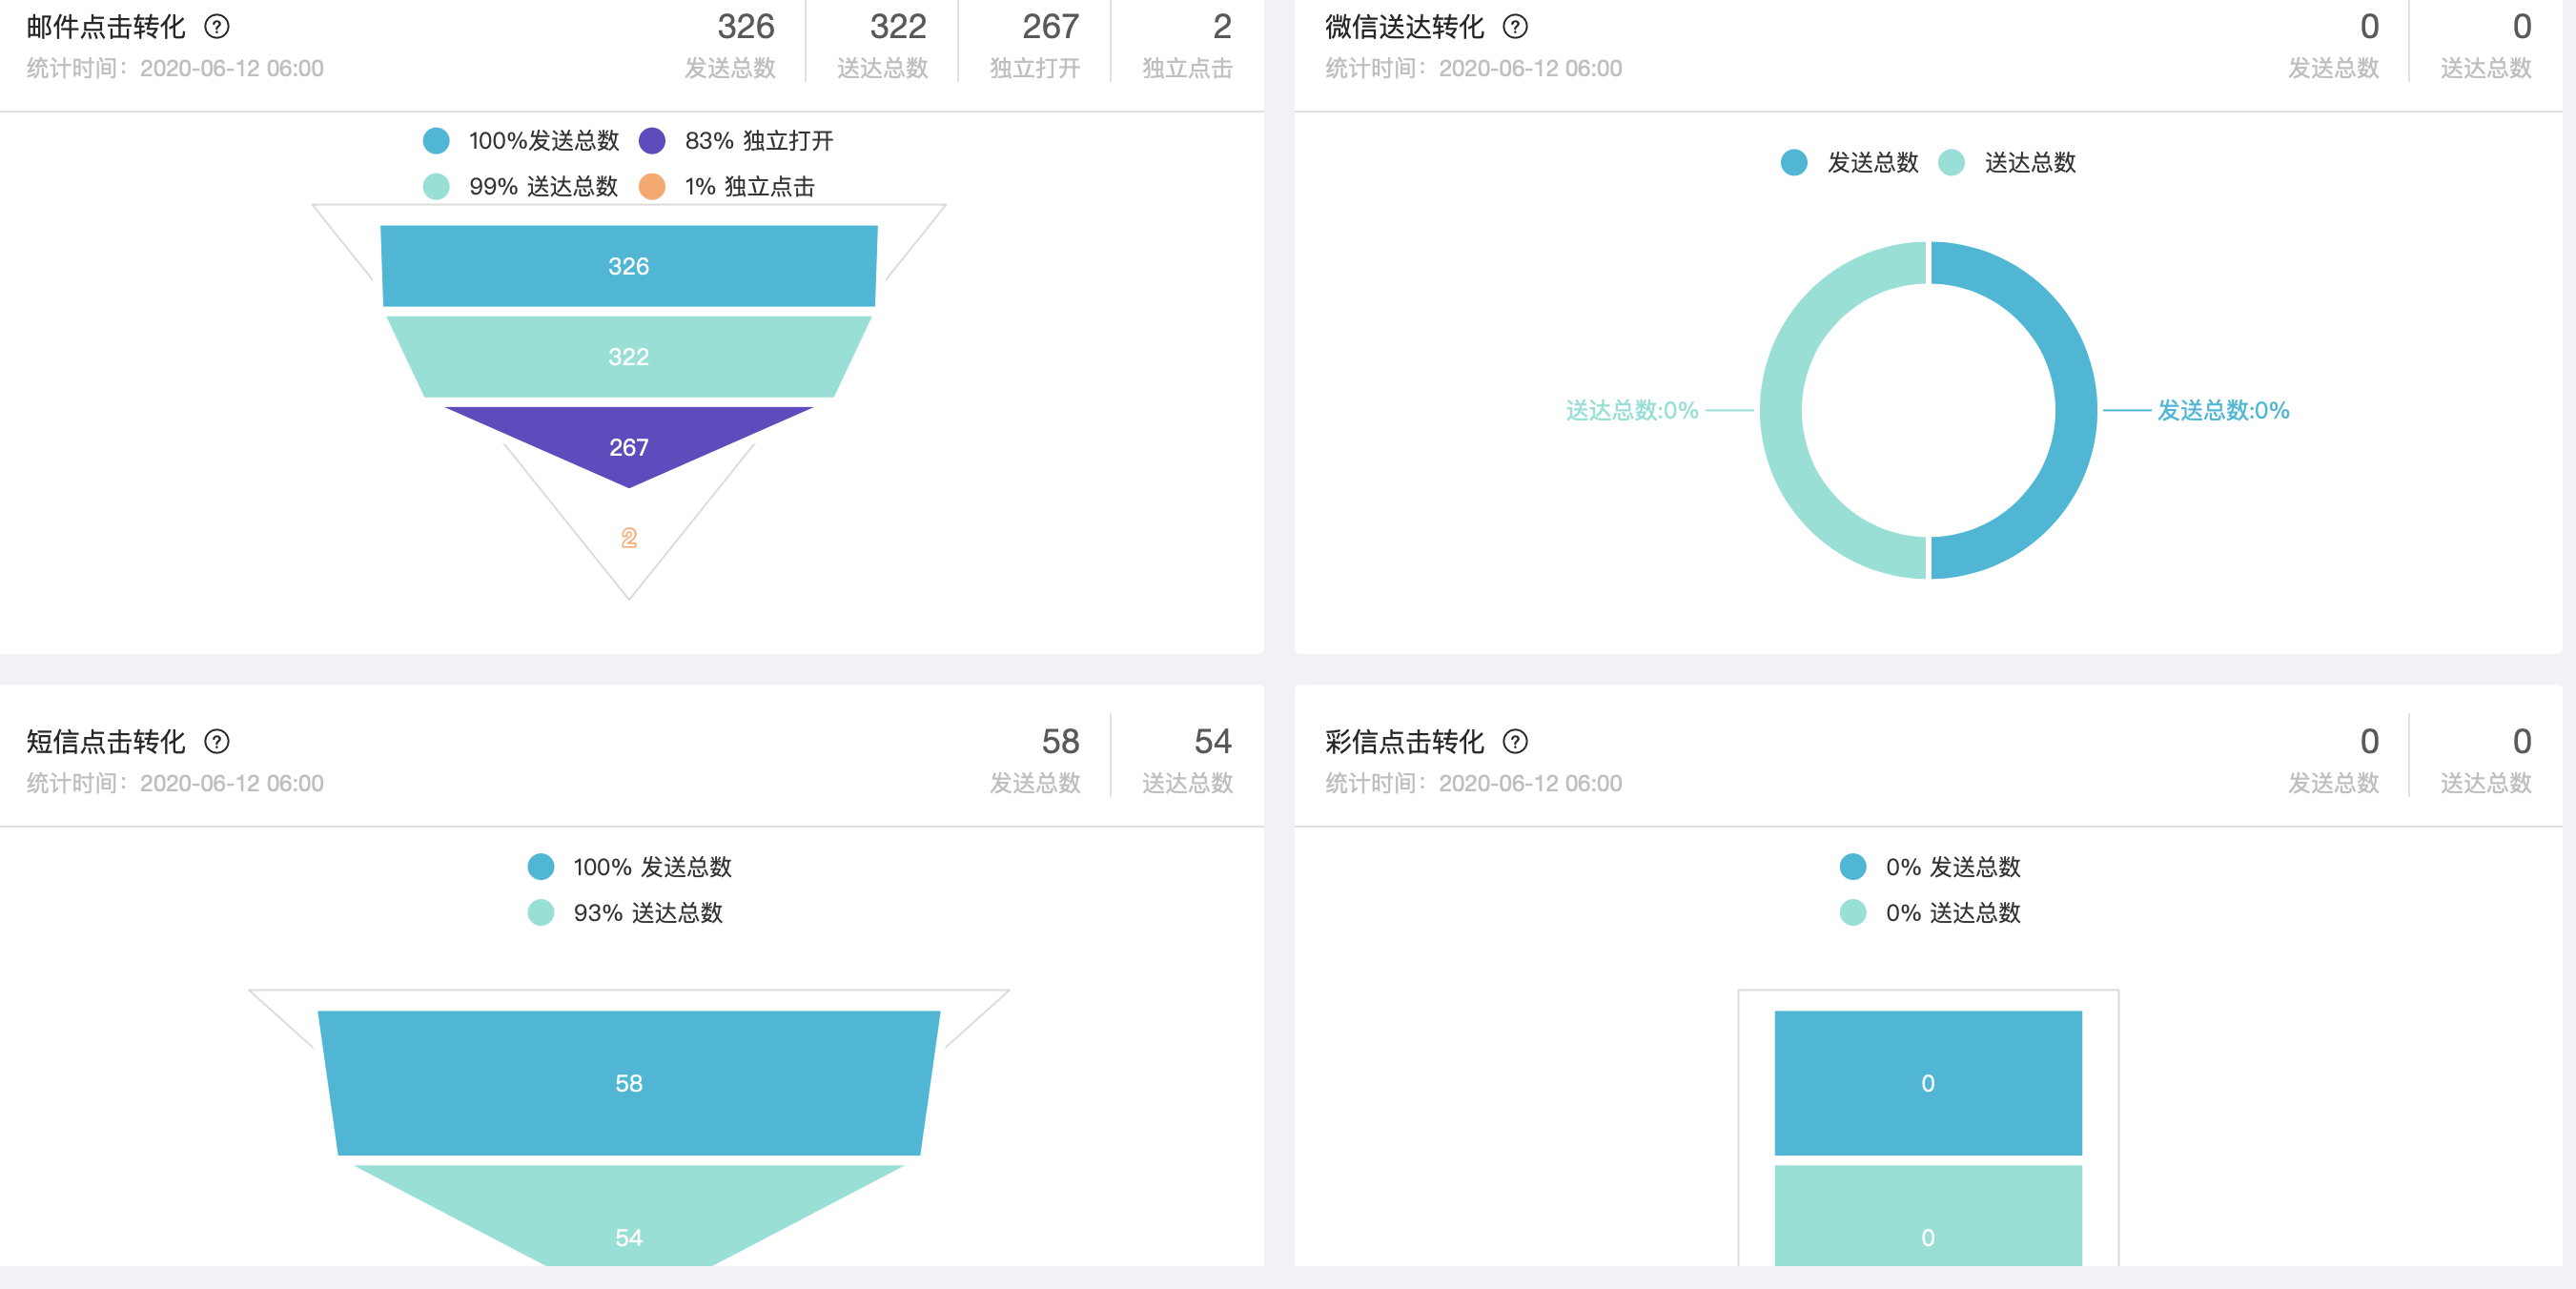 邮件点击转化 ?
统计时间：2020-06-12 06:00
326 322 267 2
发送总数 送达总数 独立打开 独立点击
100%发送总数 83% 独立打开
99% 送达总数 1% 独立点击
326
322
267
2
微信送达转化 ?
统计时间：2020-06-12 06:00
0 0
发送总数 送达总数
发送总数 送达总数
送达总数:0% 发送总数:0%
短信点击转化 ?
统计时间：2020-06-12 06:00
58 54
发送总数 送达总数
100% 发送总数
93% 送达总数
58
54
彩信点击转化 ?
统计时间：2020-06-12 06:00
0 0
发送总数 送达总数
0% 发送总数
0% 送达总数
0
0